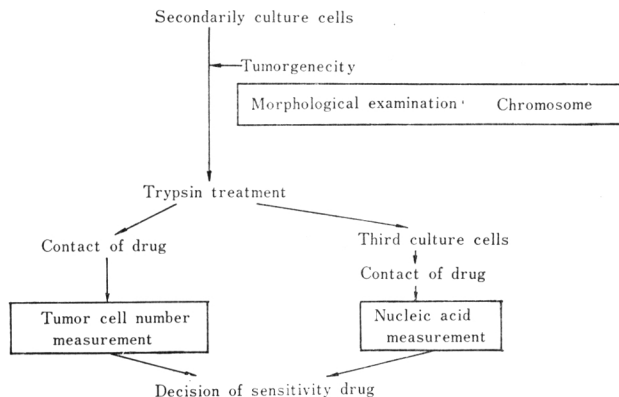 Secondarily culture cells
Tumorgenecity
Morphological examination· Chromosome
Trypsin treatment
Contact of drug
Third culture cells
Contact of drug
Tumor cell number
measurement
Nucleic acid
measurement
Decision of sensitivity drug